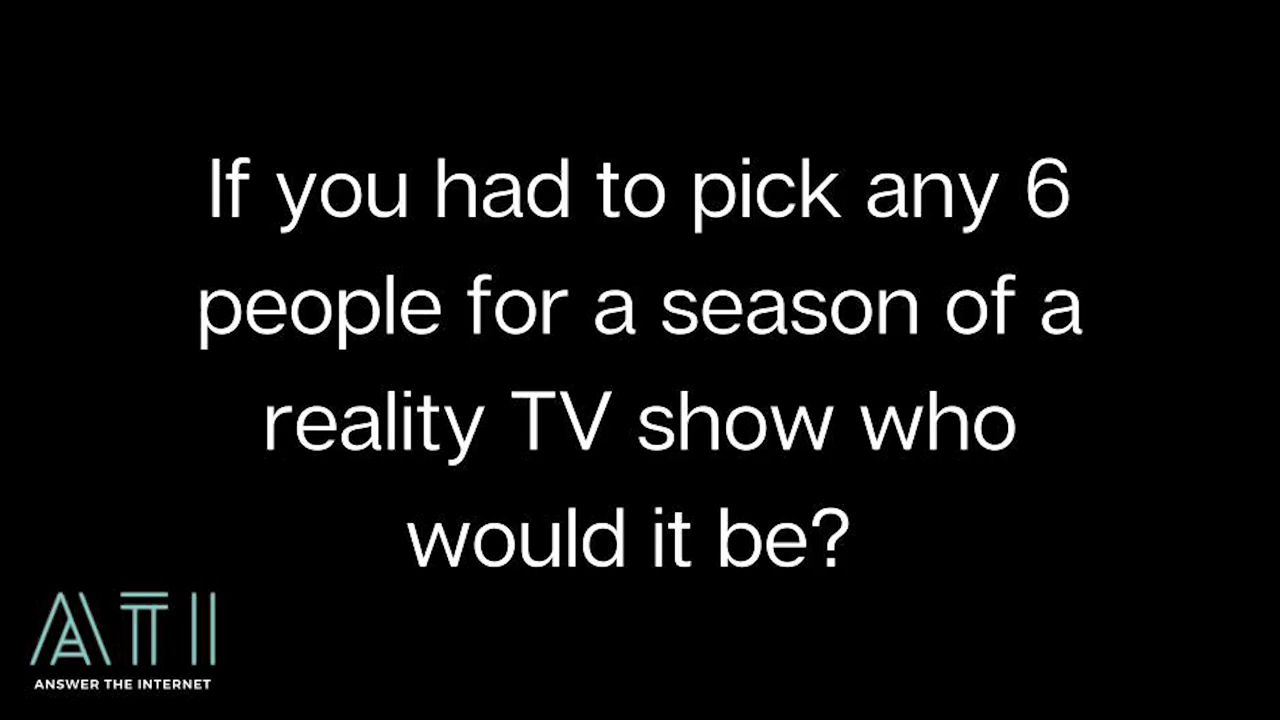 If you had to pick any 6
people for a season of a
reality TV show who
would it be?
ATI
ANSWER THE INTERNET